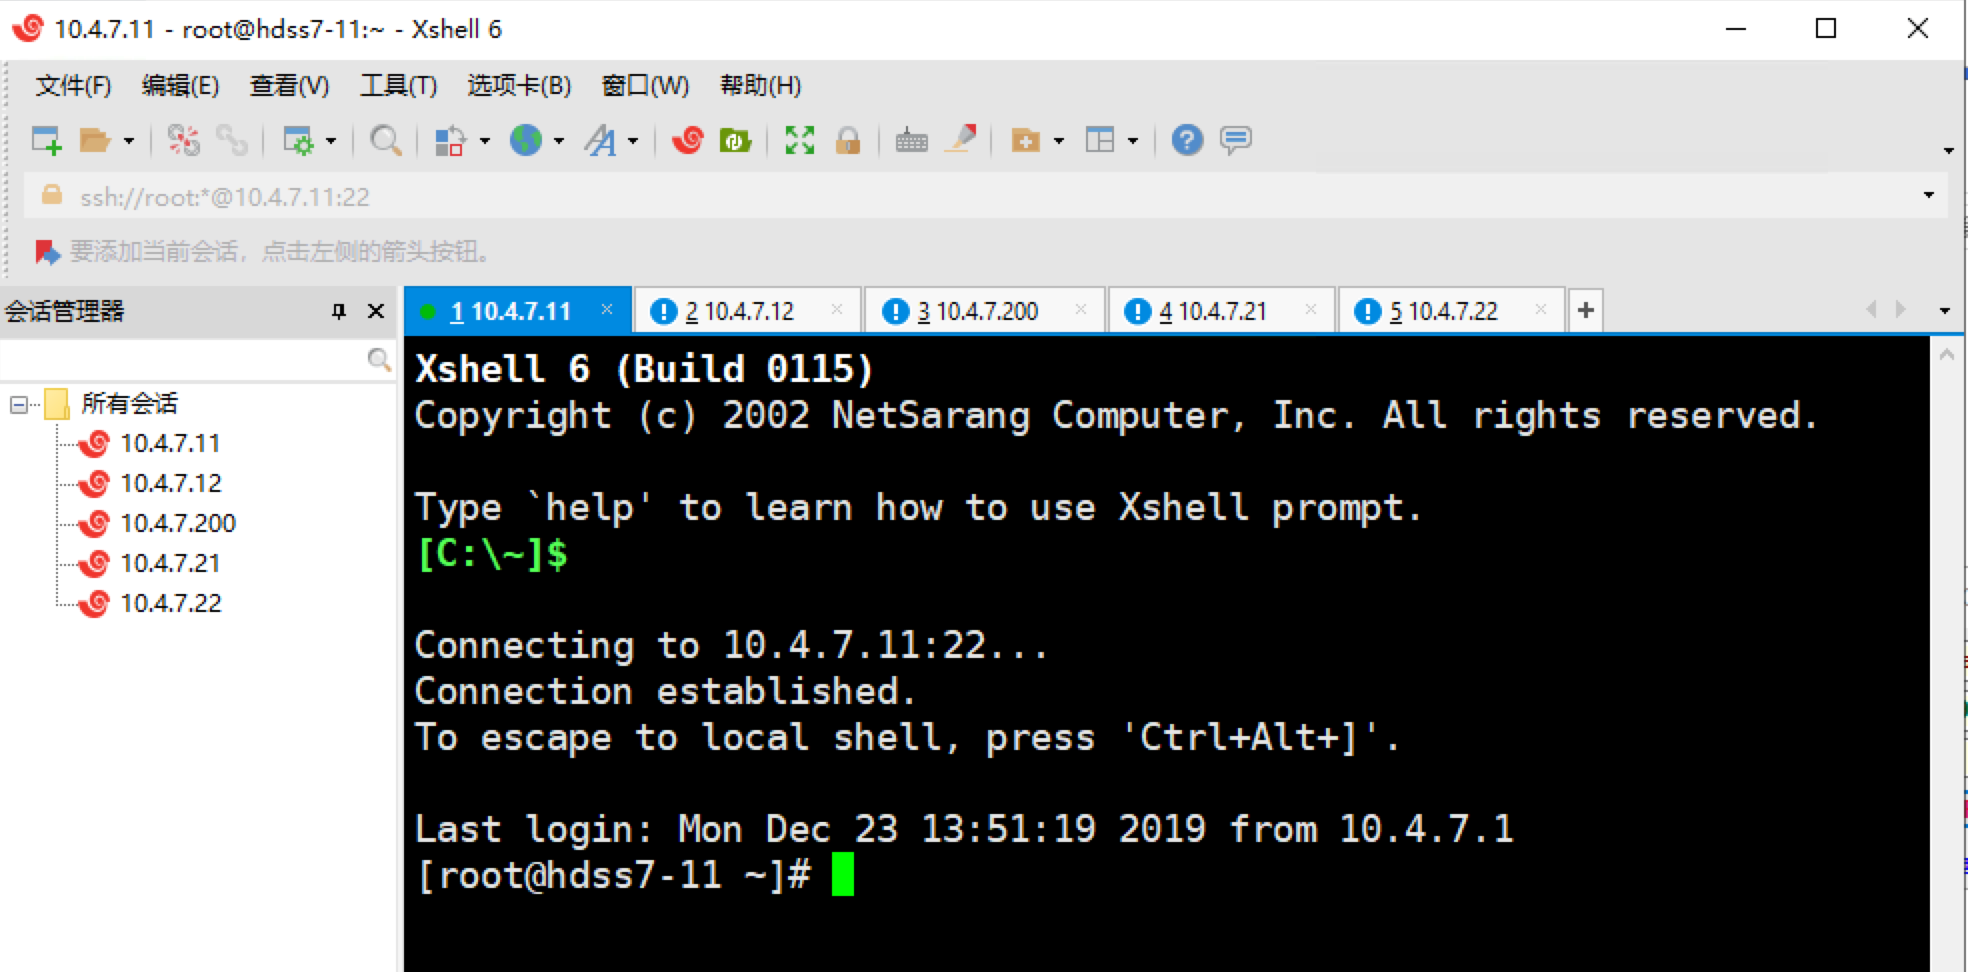 10.4.7.11 - root@hdss7-11:~ - Xshell 6
文件(F) 编辑(E) 查看(V) 工具(T) 选项卡(B) 窗口(W) 帮助(H)
ssh://root:*@10.4.7.11:22
要添加当前会话，点击左侧的箭头按钮。
会话管理器
1 10.4.7.11 2 10.4.7.12 3 10.4.7.200 4 10.4.7.21 5 10.4.7.22
所有会话
10.4.7.11
10.4.7.12
10.4.7.200
10.4.7.21
10.4.7.22
Xshell 6 (Build 0115)
Copyright (c) 2002 NetSarang Computer, Inc. All rights reserved.
Type `help' to learn how to use Xshell prompt.
[C:\~]$
Connecting to 10.4.7.11:22...
Connection established.
To escape to local shell, press 'Ctrl+Alt+]'.
Last login: Mon Dec 23 13:51:19 2019 from 10.4.7.1
[root@hdss7-11 ~]#